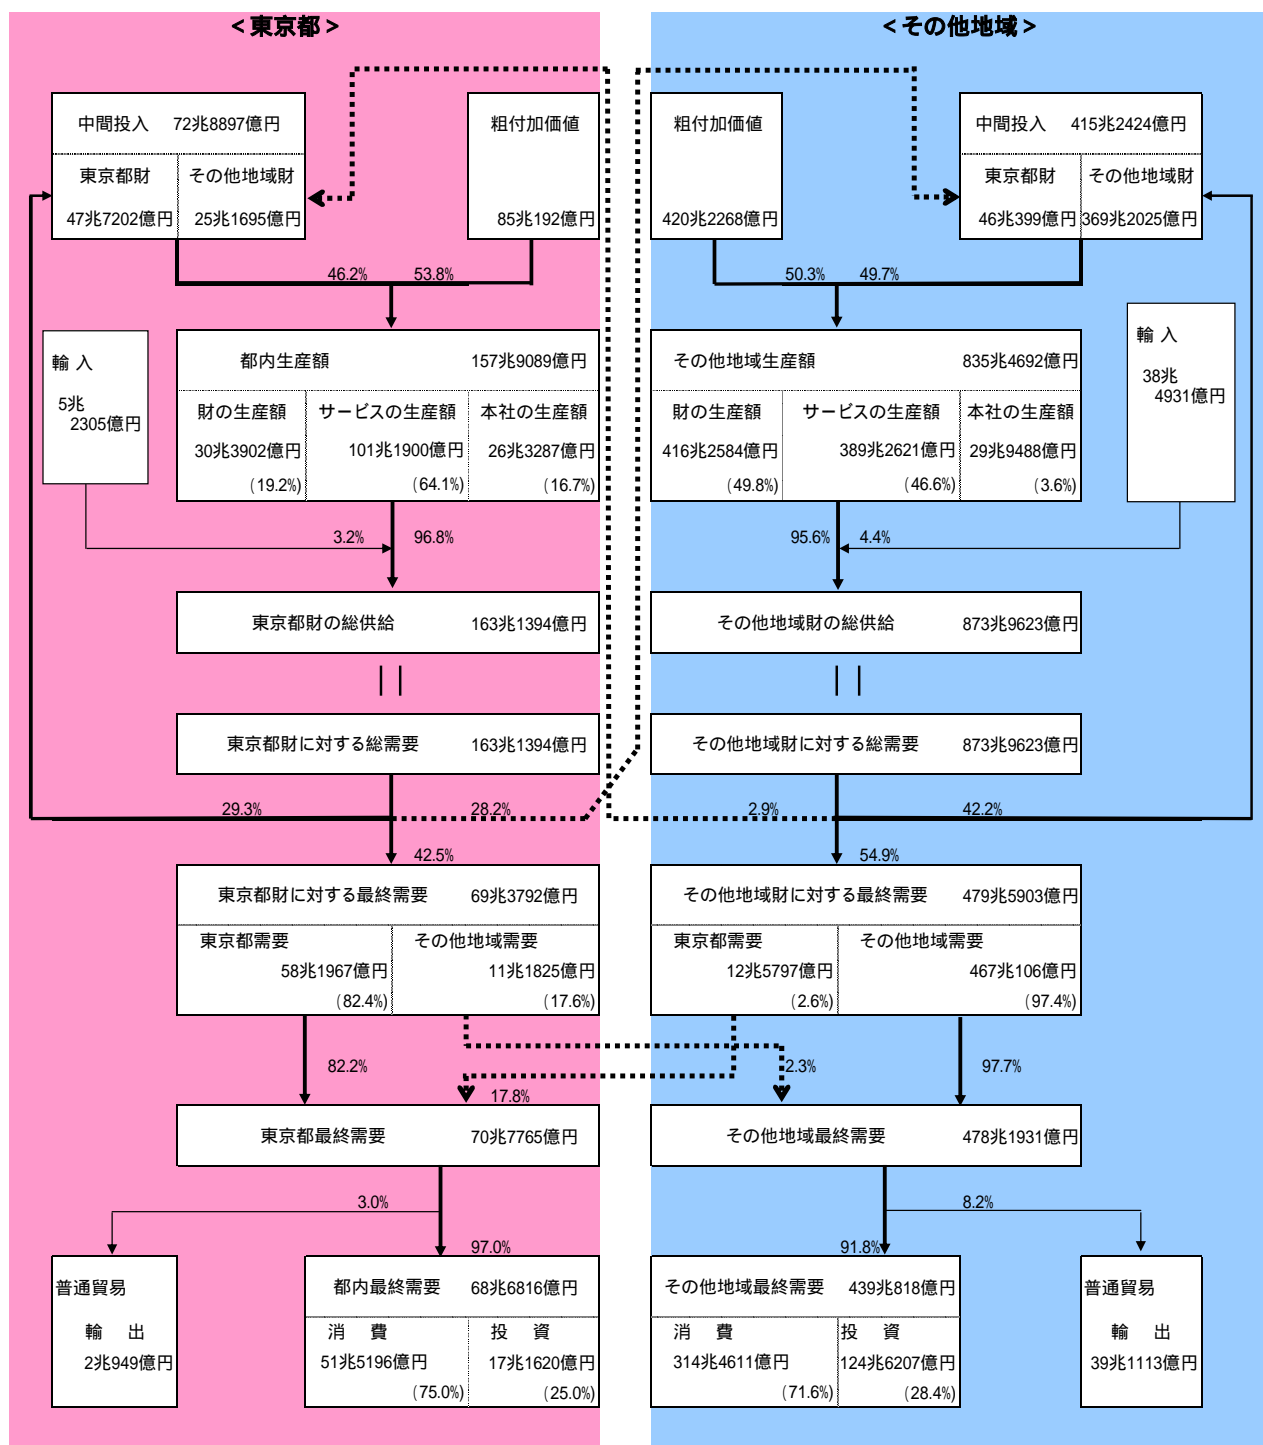 ＜東京都＞
＜その他地域＞
中間投入 72兆8897億円
東京都財 その他地域財
47兆7202億円 25兆1695億円
粗付加価値
85兆192億円
粗付加価値
420兆2268億円
中間投入 415兆2424億円
東京都財 その他地域財
46兆399億円 369兆2025億円
46.2% 53.8%
50.3% 49.7%
輸 入
5兆
2305億円
都内生産額 157兆9089億円
財の生産額 サービスの生産額 本社の生産額
30兆3902億円 101兆1900億円 26兆3287億円
(19.2%) (64.1%) (16.7%)
その他地域生産額 835兆4692億円
財の生産額 サービスの生産額 本社の生産額
416兆2584億円 389兆2621億円 29兆9488億円
(49.8%) (46.6%) (3.6%)
輸 入
38兆
4931億円
3.2% 96.8%
95.6% 4.4%
東京都財の総供給 163兆1394億円
その他地域財の総供給 873兆9623億円
東京都財に対する総需要 163兆1394億円
その他地域財に対する総需要 873兆9623億円
29.3% 28.2%
2.9% 42.2%
42.5%
54.9%
東京都財に対する最終需要 69兆3792億円
東京都需要 その他地域需要
58兆1967億円 11兆1825億円
(82.4%) (17.6%)
その他地域財に対する最終需要 479兆5903億円
東京都需要 その他地域需要
12兆5797億円 467兆106億円
(2.6%) (97.4%)
82.2%
17.8%
2.3% 97.7%
東京都最終需要 70兆7765億円
その他地域最終需要 478兆1931億円
3.0%
97.0%
8.2%
91.8%
普通貿易
輸 出
2兆949億円
都内最終需要 68兆6816億円
消 費 投 資
51兆5196億円 17兆1620億円
(75.0%) (25.0%)
その他地域最終需要 439兆818億円
消 費 投 資
314兆4611億円 124兆6207億円
(71.6%) (28.4%)
普通貿易
輸 出
39兆1113億円